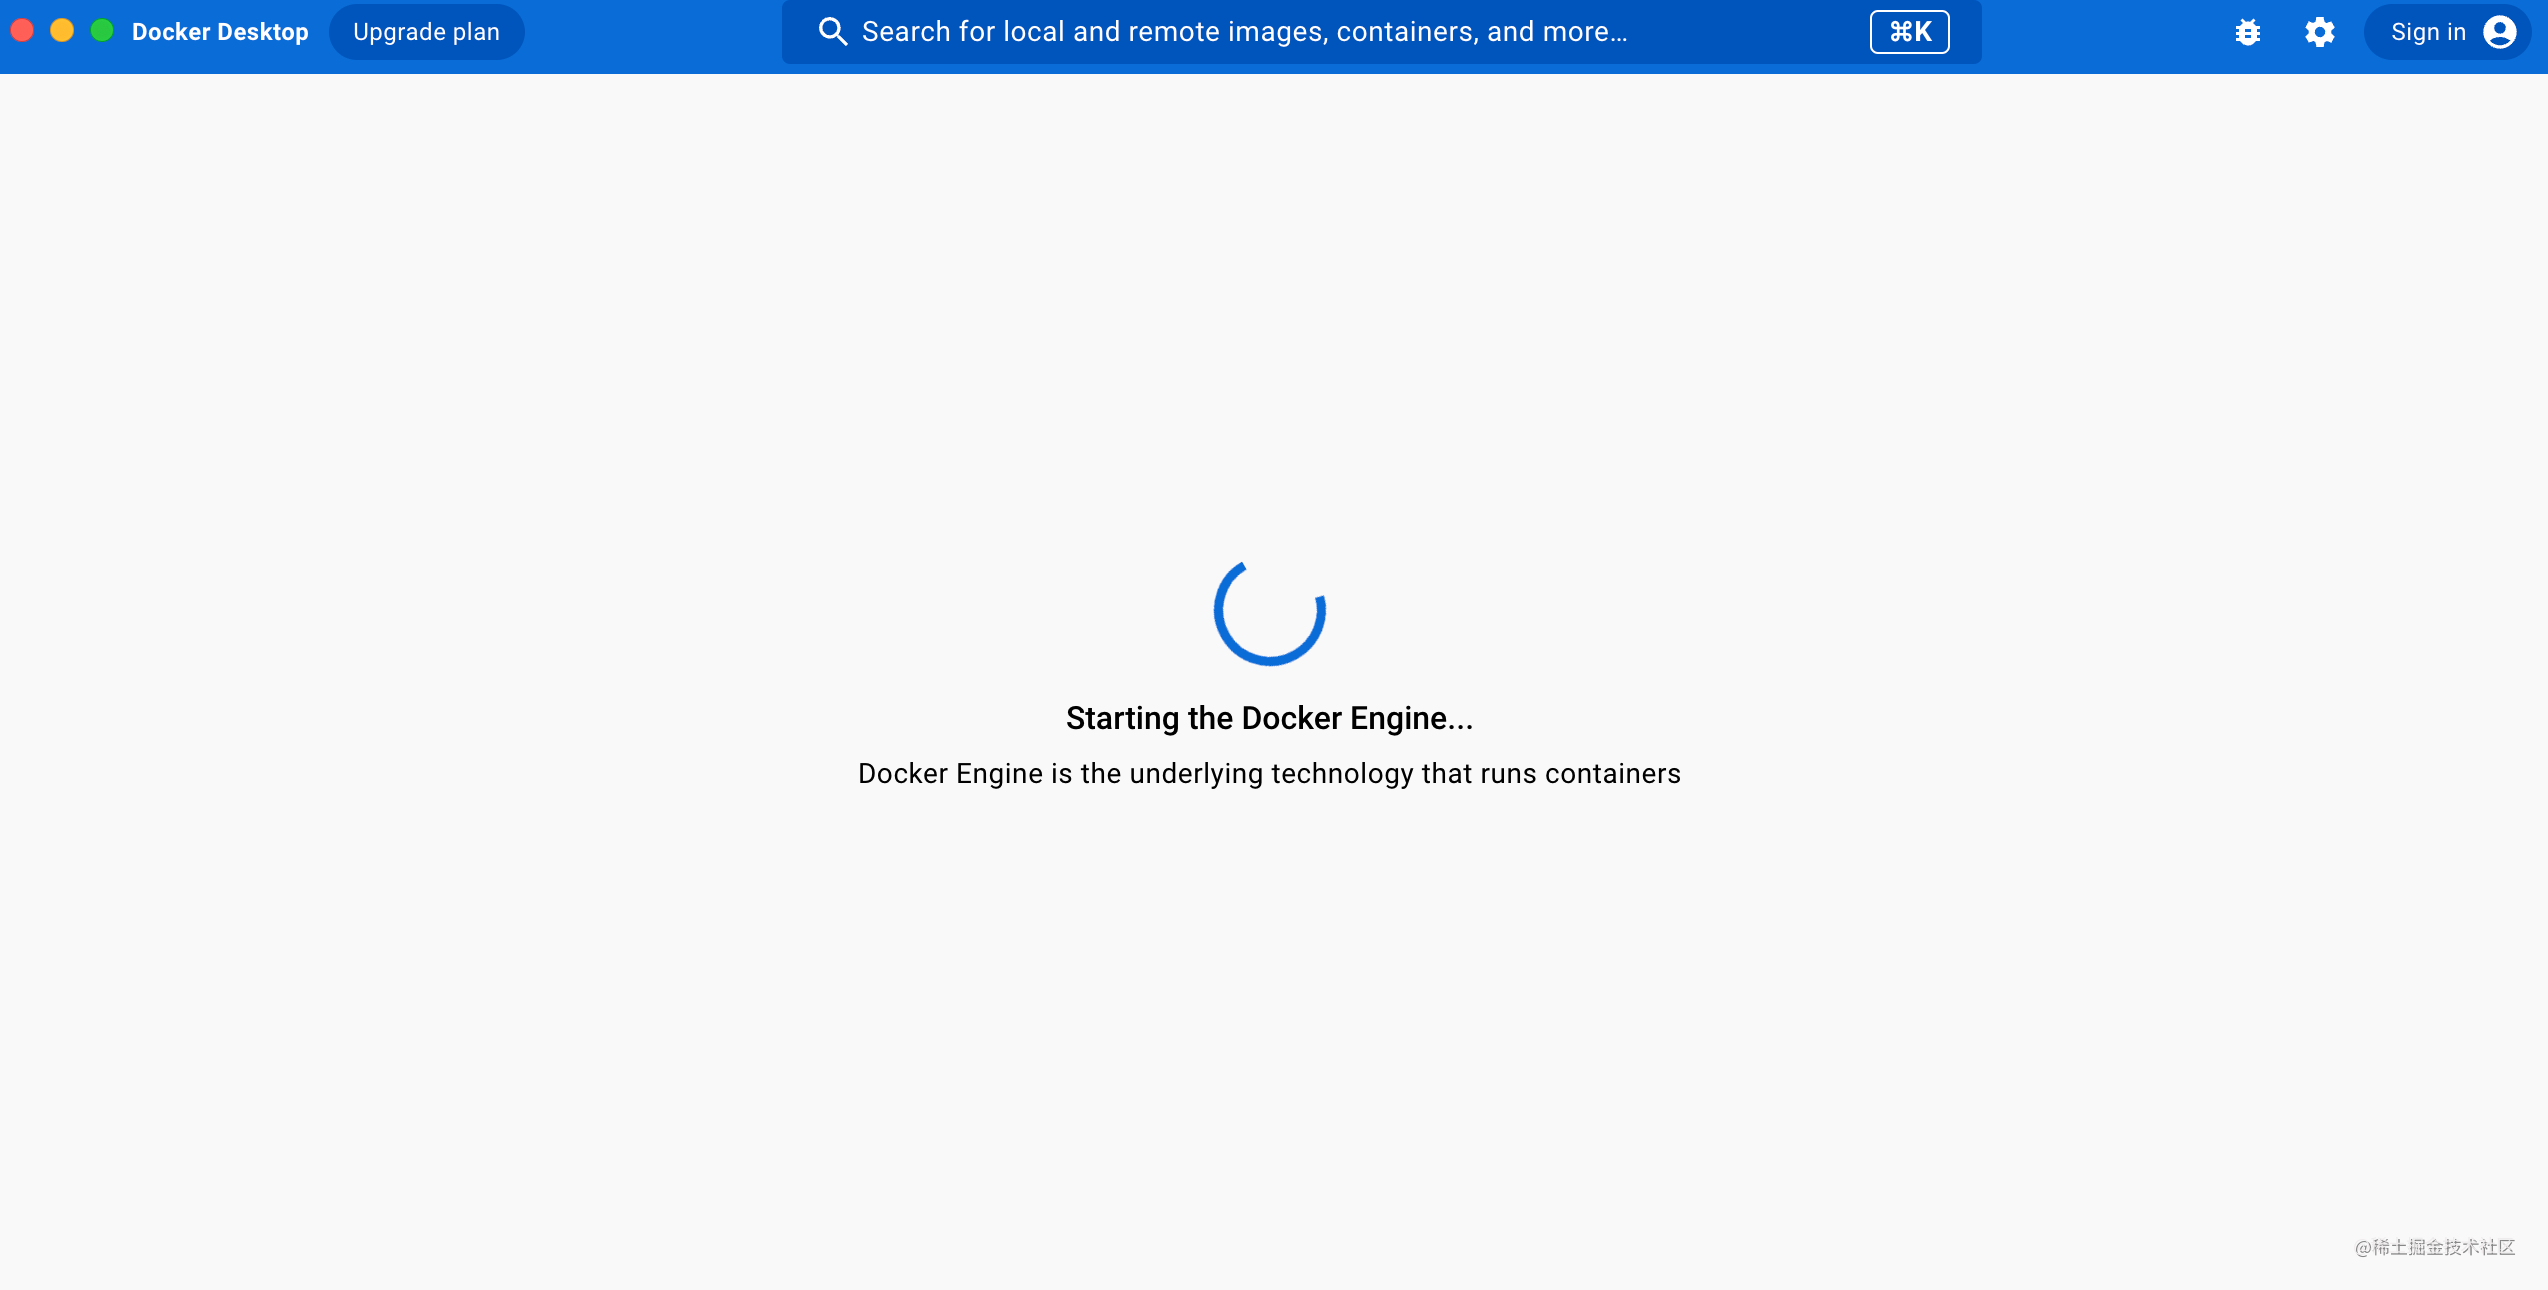 Docker Desktop
Upgrade plan
Search for local and remote images, containers, and more...
⌘K
Sign in
Starting the Docker Engine...
Docker Engine is the underlying technology that runs containers
@稀土掘金技术社区